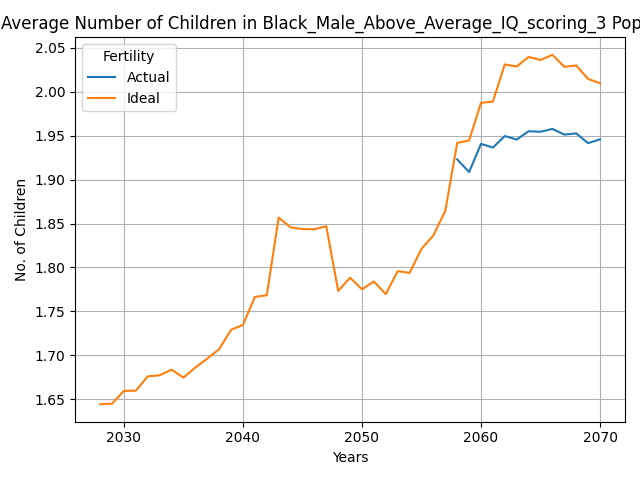 Average Number of Children in Black_Male_Above_Average_IQ_scoring_3 Pop
Fertility
Actual
Ideal
2.05
2.00
1.95
1.90
1.85
1.80
1.75
1.70
1.65
No. of Children
2030 2040 2050 2060 2070
Years